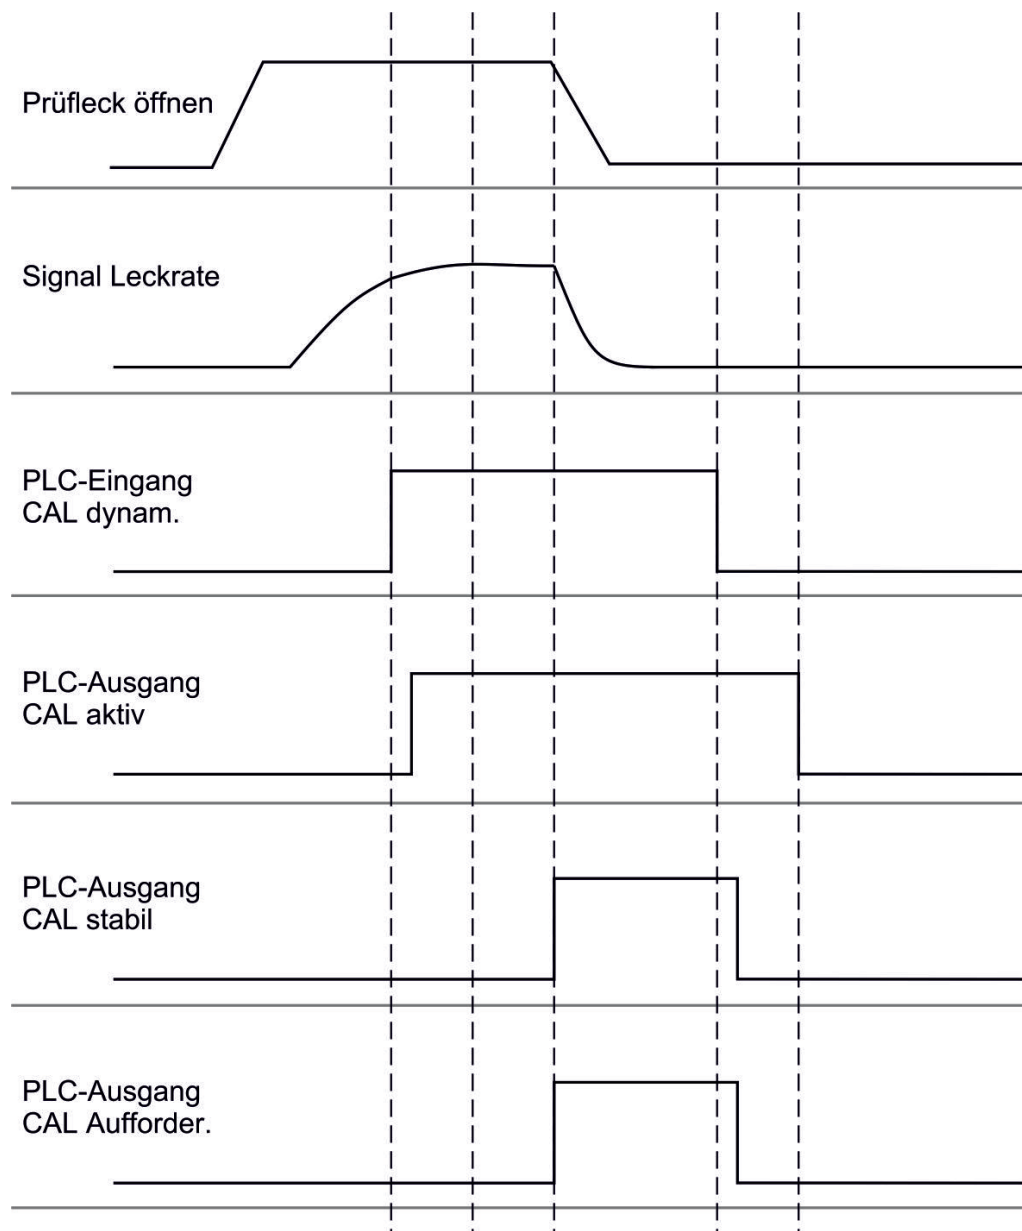 Prüfleck öffnen
Signal Leckrate
PLC-Eingang
CAL dynam.
PLC-Ausgang
CAL aktiv
PLC-Ausgang
CAL stabil
PLC-Ausgang
CAL Aufforder.